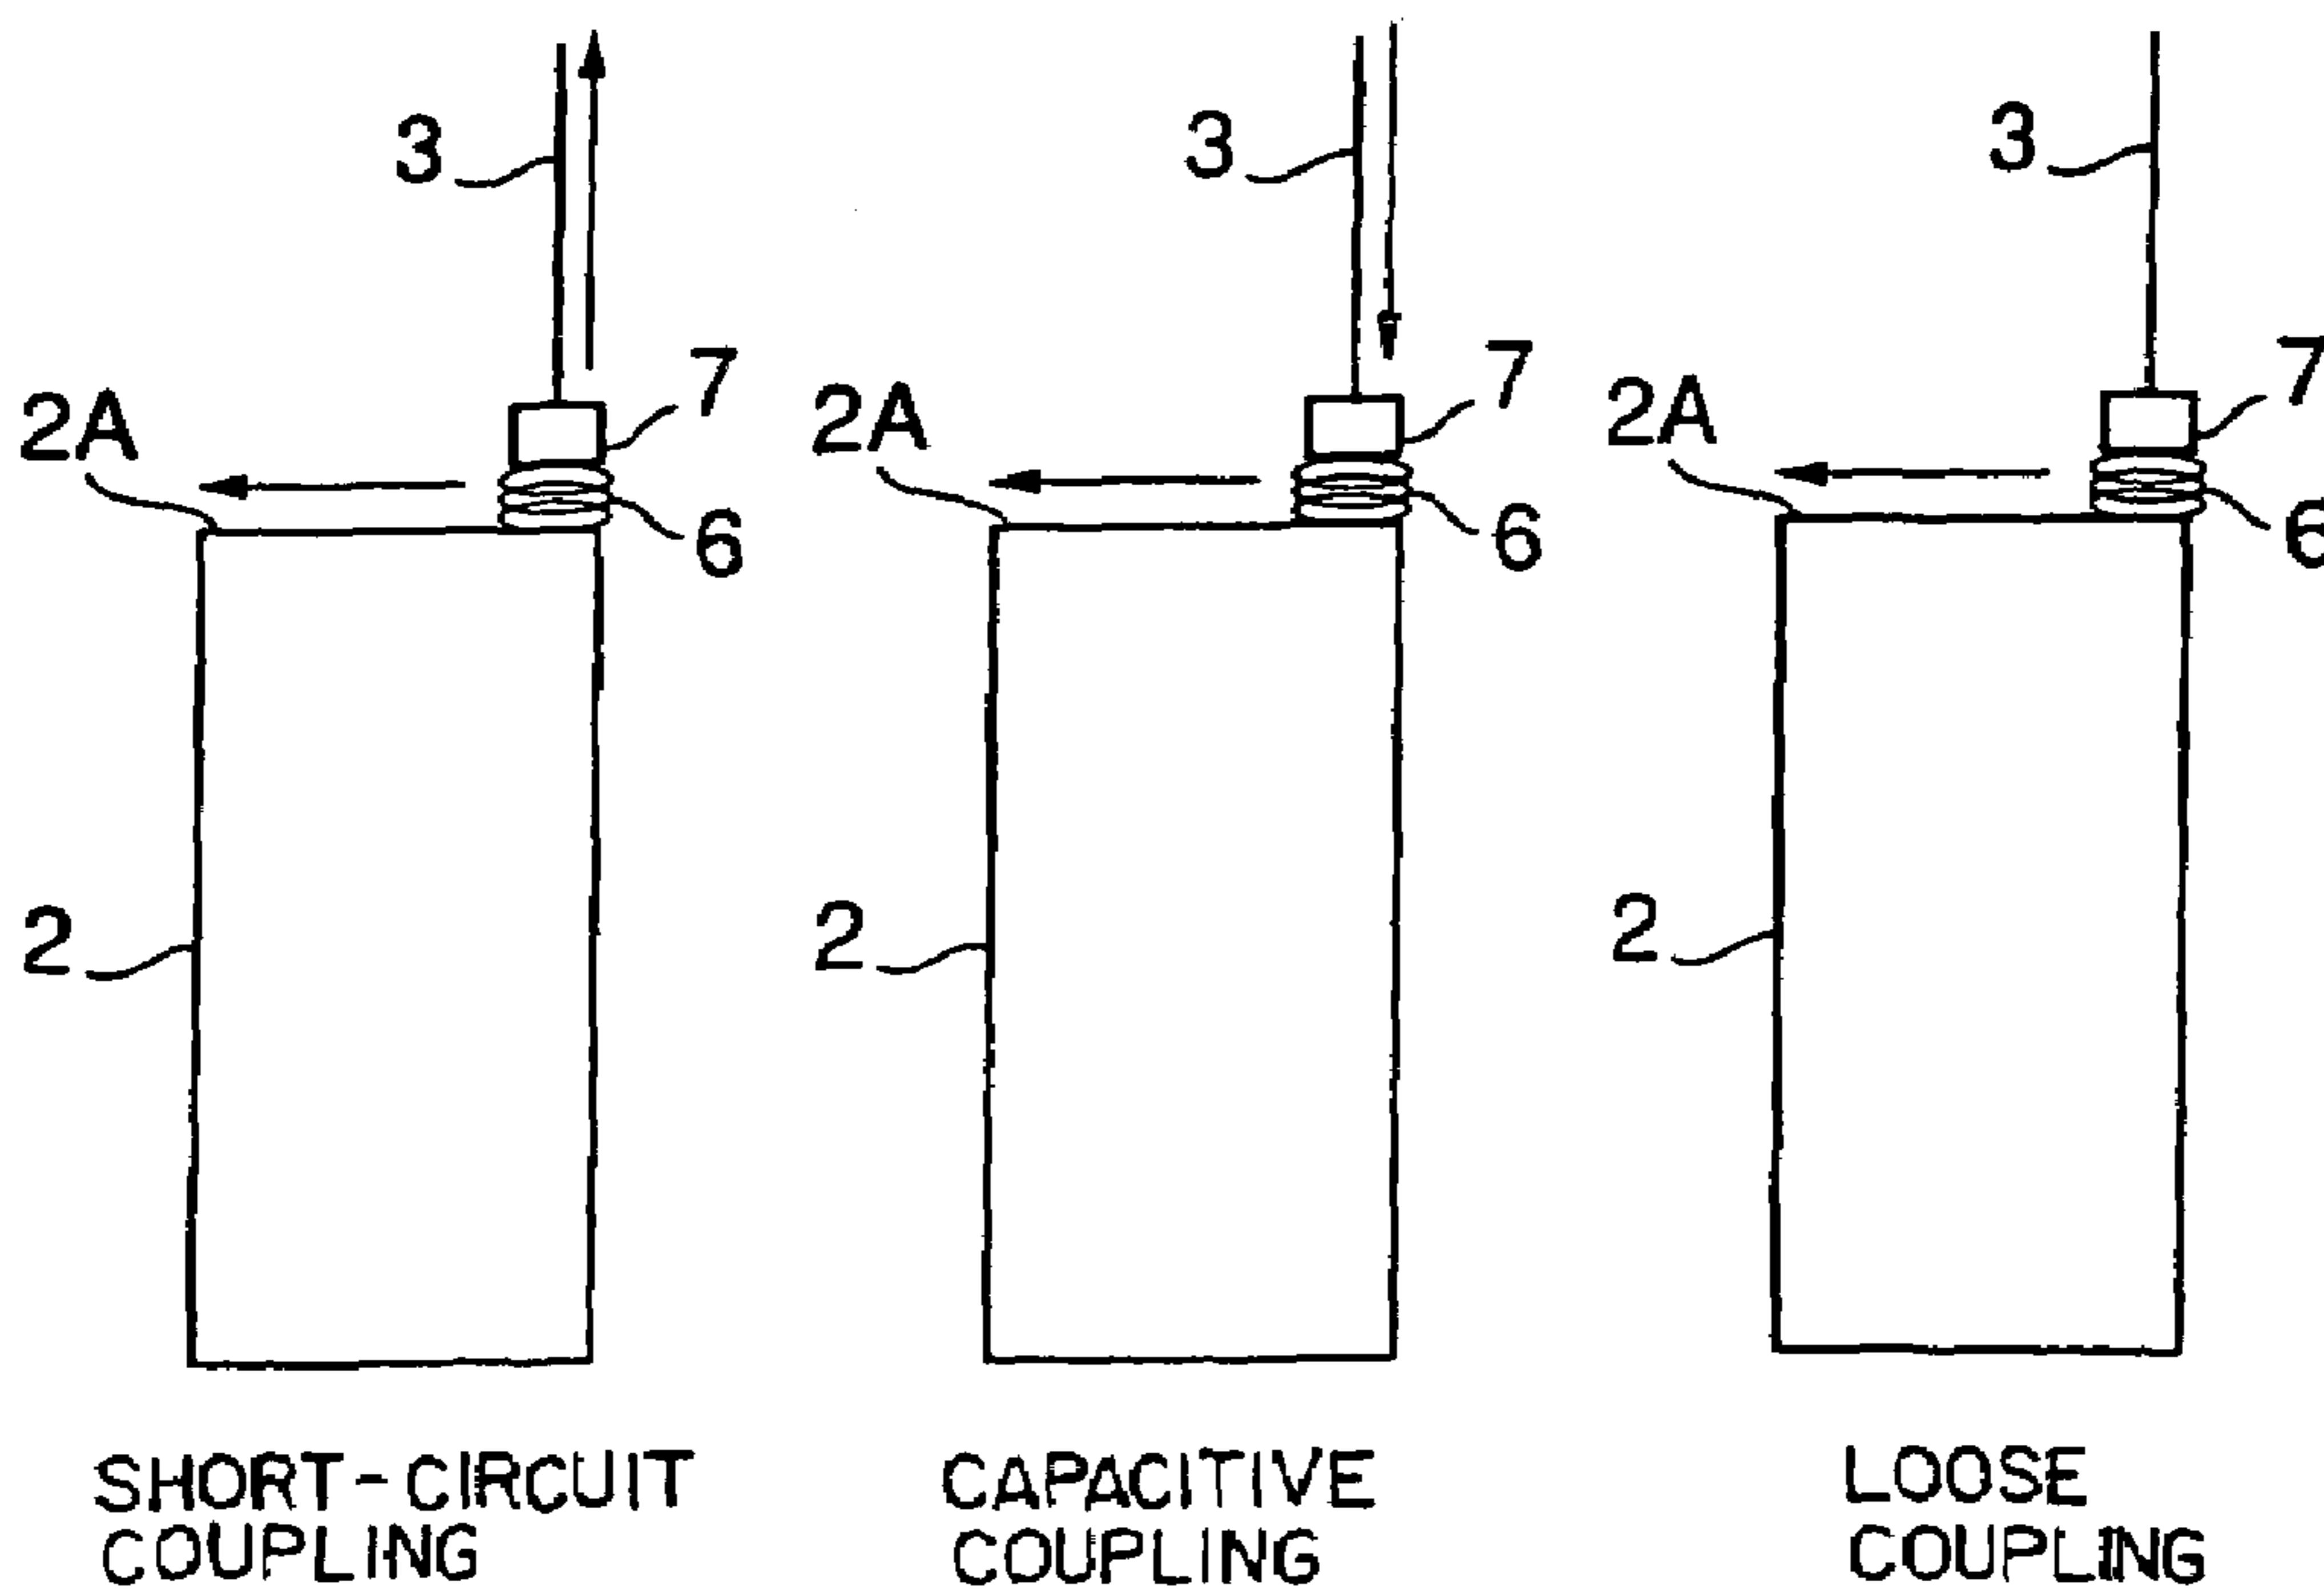 3
7
2A
6
2
SHORT-CIRCUIT
COUPLING
3
7
2A
6
2
CAPACITIVE
COUPLING
3
7
2A
6
2
LOOSE
COUPLING